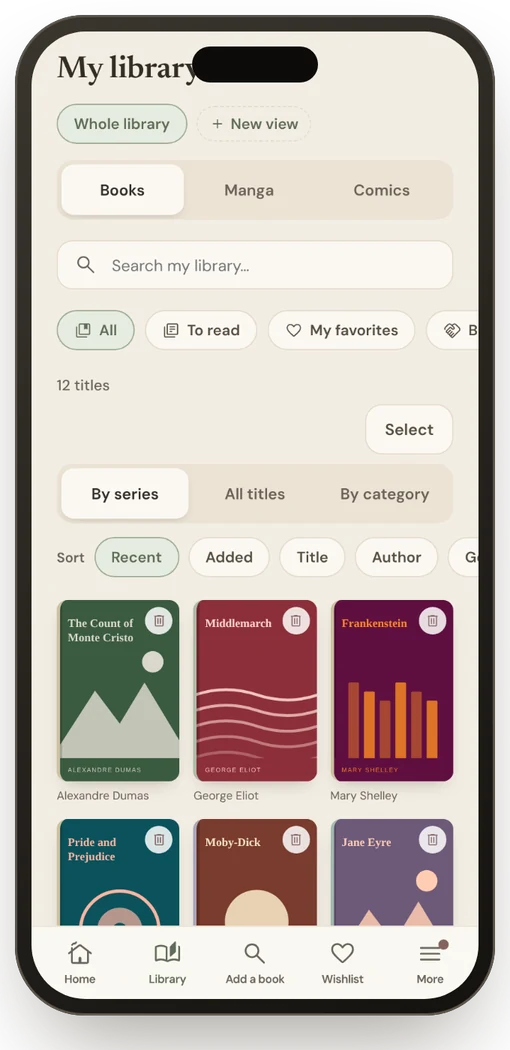 My library
Whole library
+ New view
Books Manga Comics
Search my library...
All To read My favorites B
12 titles
Select
By series All titles By category
Sort Recent Added Title Author
The Count of Middlemarch Frankenstein
Monte Cristo
ALEXANDRE DUMAS GEORGE ELIOT MARY SHELLEY
Alexandre Dumas George Eliot Mary Shelley
Pride and Moby-Dick Jane Eyre
Prejudice
Home Library Add a book Wishlist More